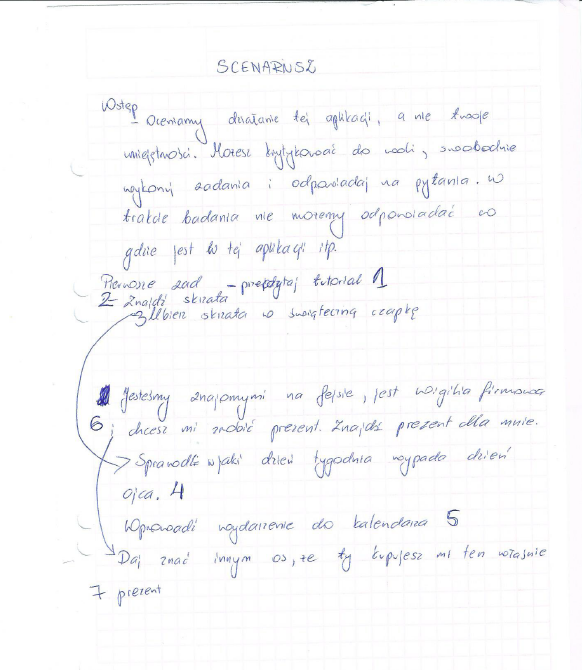 SCENARIUSZ
Wstęp
- Oceniamy działanie tej aplikacji, a nie twoje
umiejętności. Możesz krytykować do woli, swobodnie
wykonuj zadania i odpowiadaj na pytania. W
trakcie badania nie możemy odpowiadać co
gdzie jest w tej aplikacji itp.
Pierwsze zad - przeczytaj tutorial 1
2- Znajdź skrzata
3 Ubierz skrzata w świąteczną czapkę
Jesteśmy znajomymi na fejsie, jest wigilia firmowa
6 i chcesz mi zrobić prezent. Znajdź prezent dla mnie.
Sprawdź w jaki dzień tygodnia wypada dzień
ojca. 4
Wprowadź wydarzenie do kalendarza 5
Daj znać innym os, że ty kupujesz mi ten właśnie
7 prezent